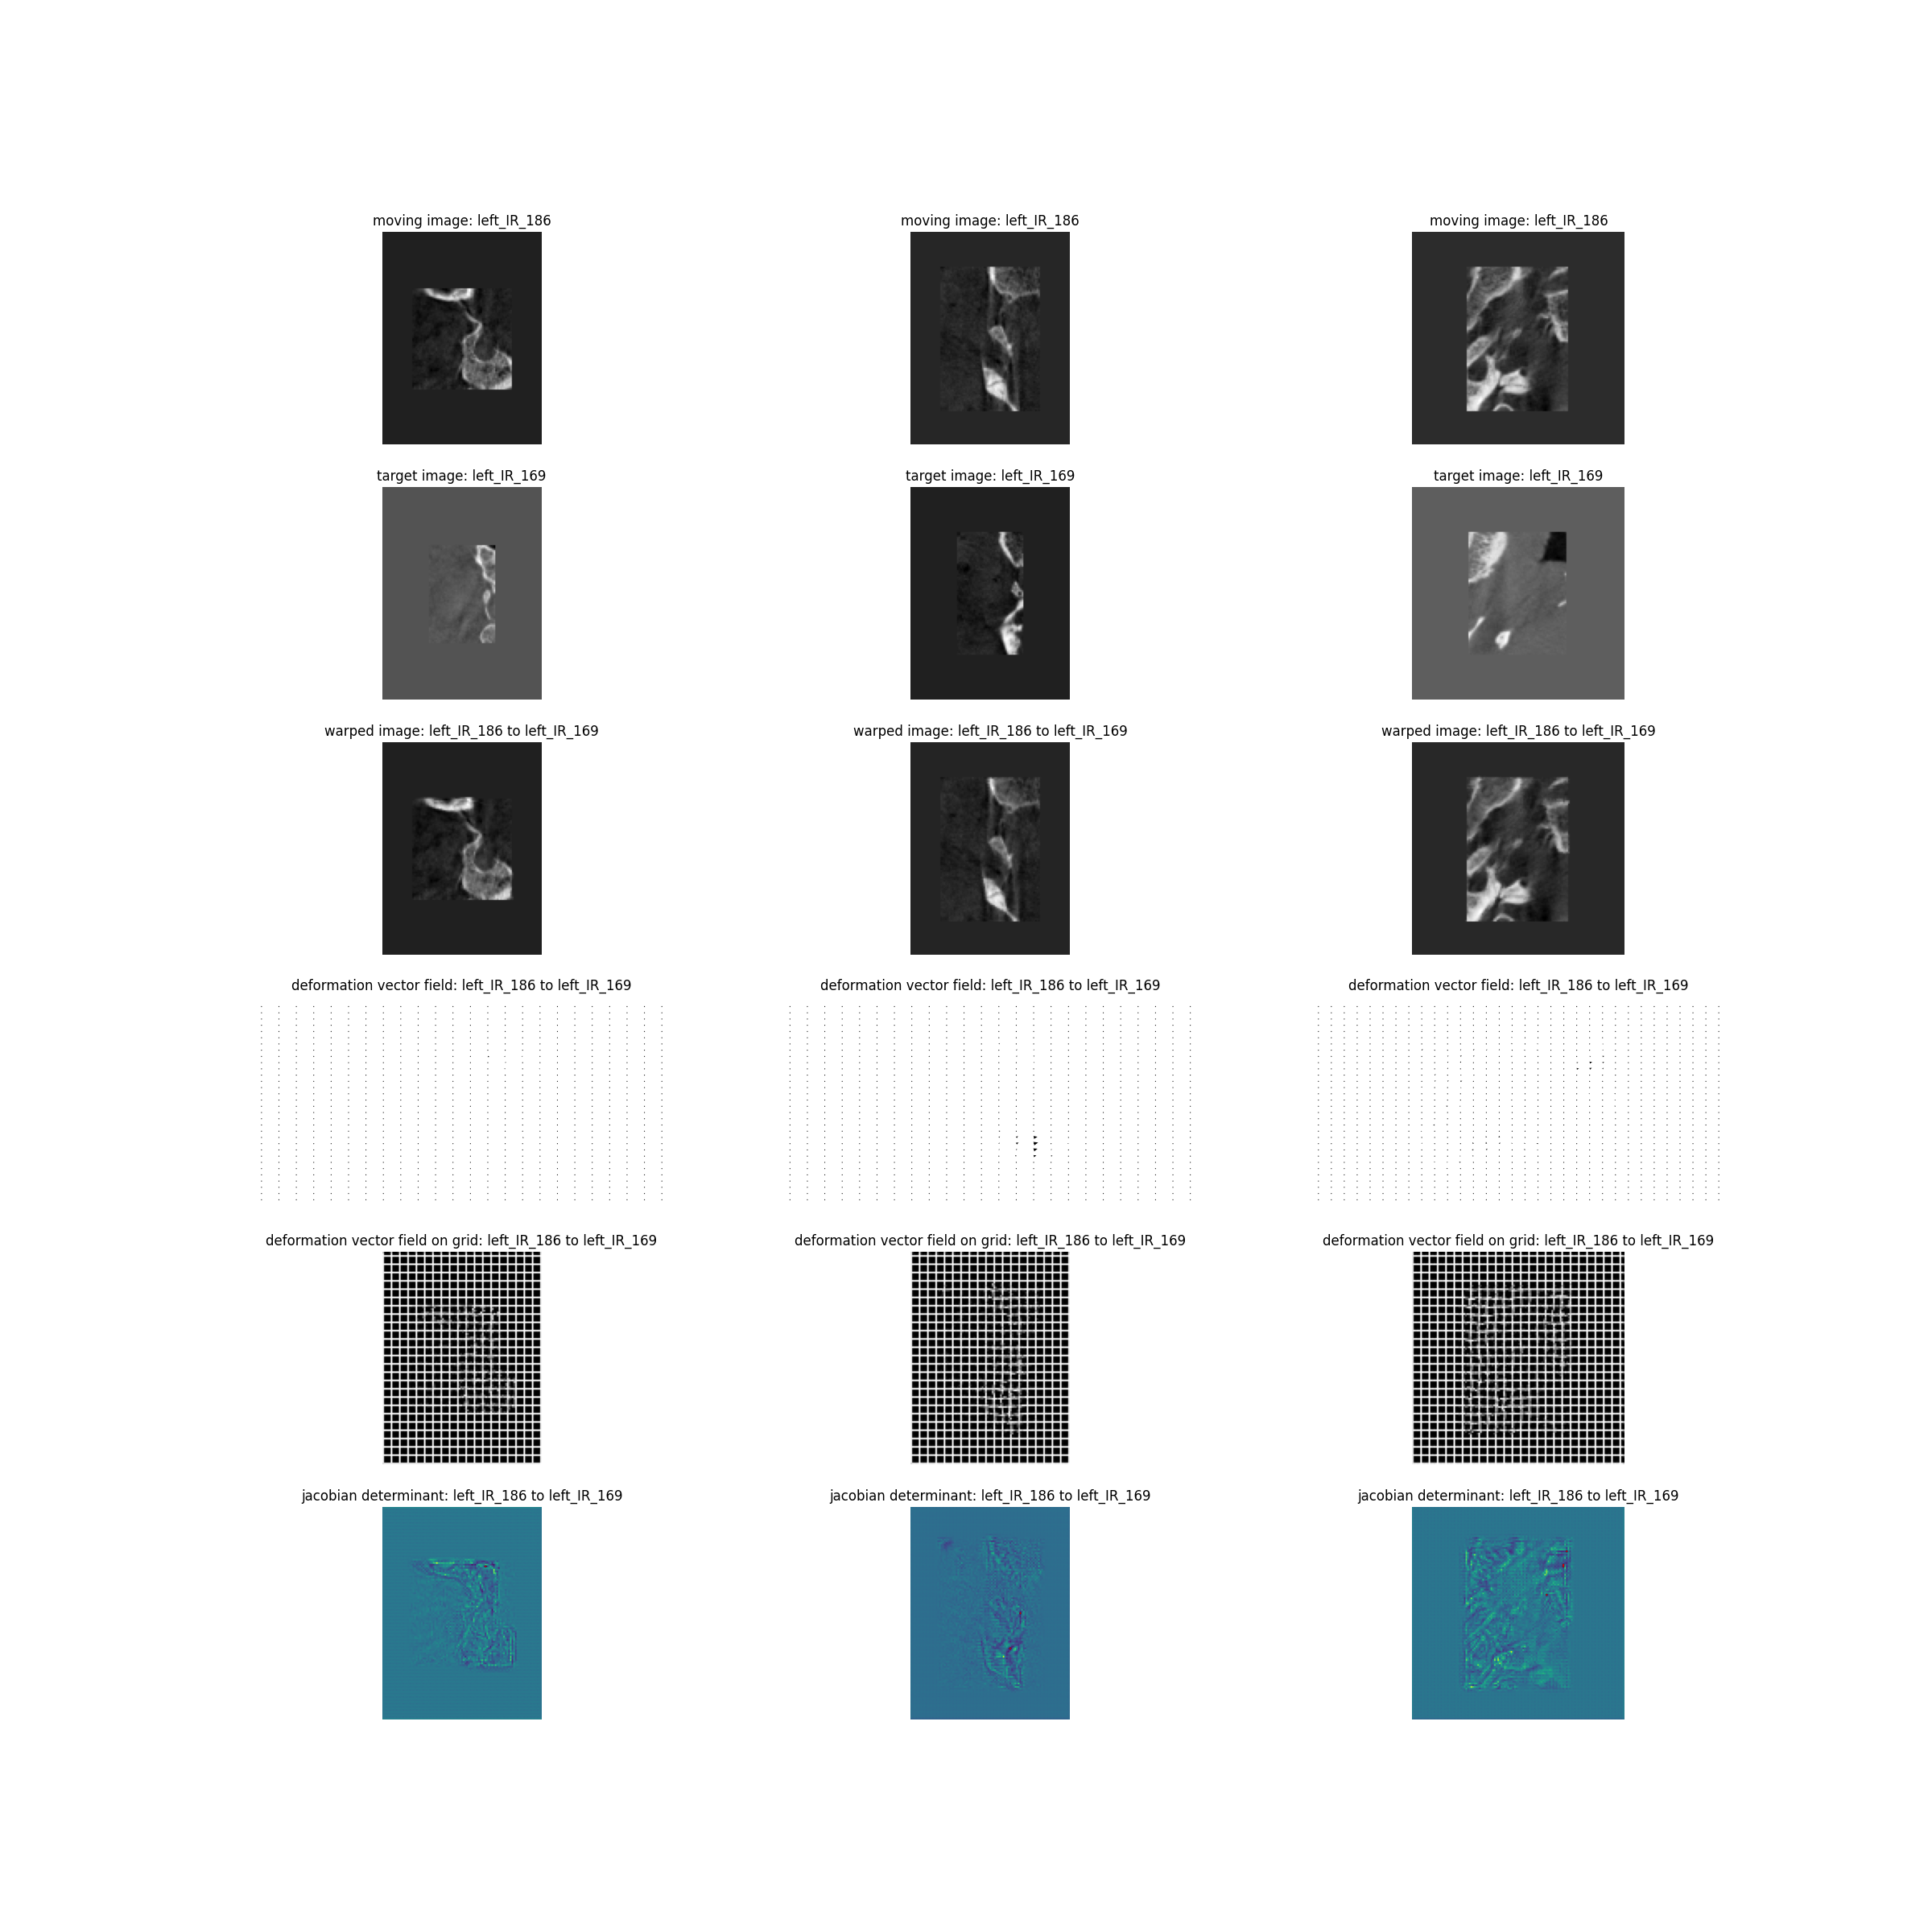 moving image: left_IR_186
moving image: left_IR_186
moving image: left_IR_186
target image: left_IR_169
target image: left_IR_169
target image: left_IR_169
warped image: left_IR_186 to left_IR_169
warped image: left_IR_186 to left_IR_169
warped image: left_IR_186 to left_IR_169
deformation vector field: left_IR_186 to left_IR_169
deformation vector field: left_IR_186 to left_IR_169
deformation vector field: left_IR_186 to left_IR_169
deformation vector field on grid: left_IR_186 to left_IR_169
deformation vector field on grid: left_IR_186 to left_IR_169
deformation vector field on grid: left_IR_186 to left_IR_169
jacobian determinant: left_IR_186 to left_IR_169
jacobian determinant: left_IR_186 to left_IR_169
jacobian determinant: left_IR_186 to left_IR_169